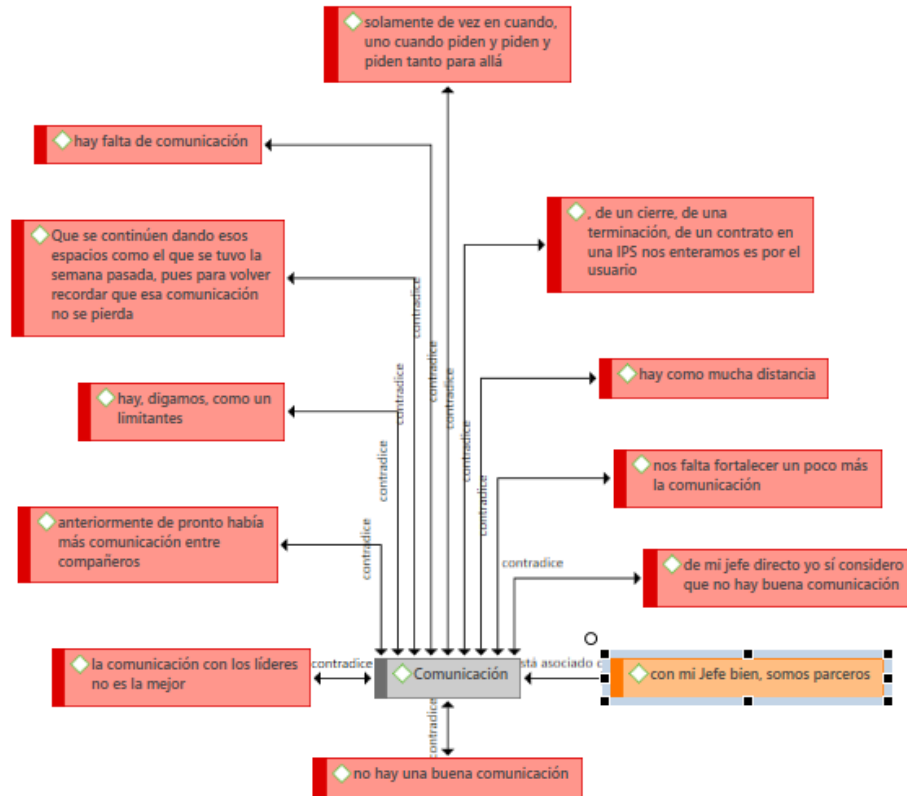 solamente de vez en cuando,
uno cuando piden y piden y
piden tanto para allá
hay falta de comunicación
, de un cierre, de una
terminación, de un contrato en
una IPS nos enteramos es por el
usuario
Que se continúen dando esos
espacios como el que se tuvo la
semana pasada, pues para volver
recordar que esa comunicación
no se pierda
contradice
contradice
contradice
contradice
hay como mucha distancia
hay, digamos, como un
limitantes
contradice
contradice
nos falta fortalecer un poco más
la comunicación
anteriormente de pronto había
más comunicación entre
compañeros
contradice
contradice
de mi jefe directo yo sí considero
que no hay buena comunicación
la comunicación con los líderes
no es la mejor
contradice
Comunicación
stá asociado c
con mi Jefe bien, somos parceros
contradice
no hay una buena comunicación